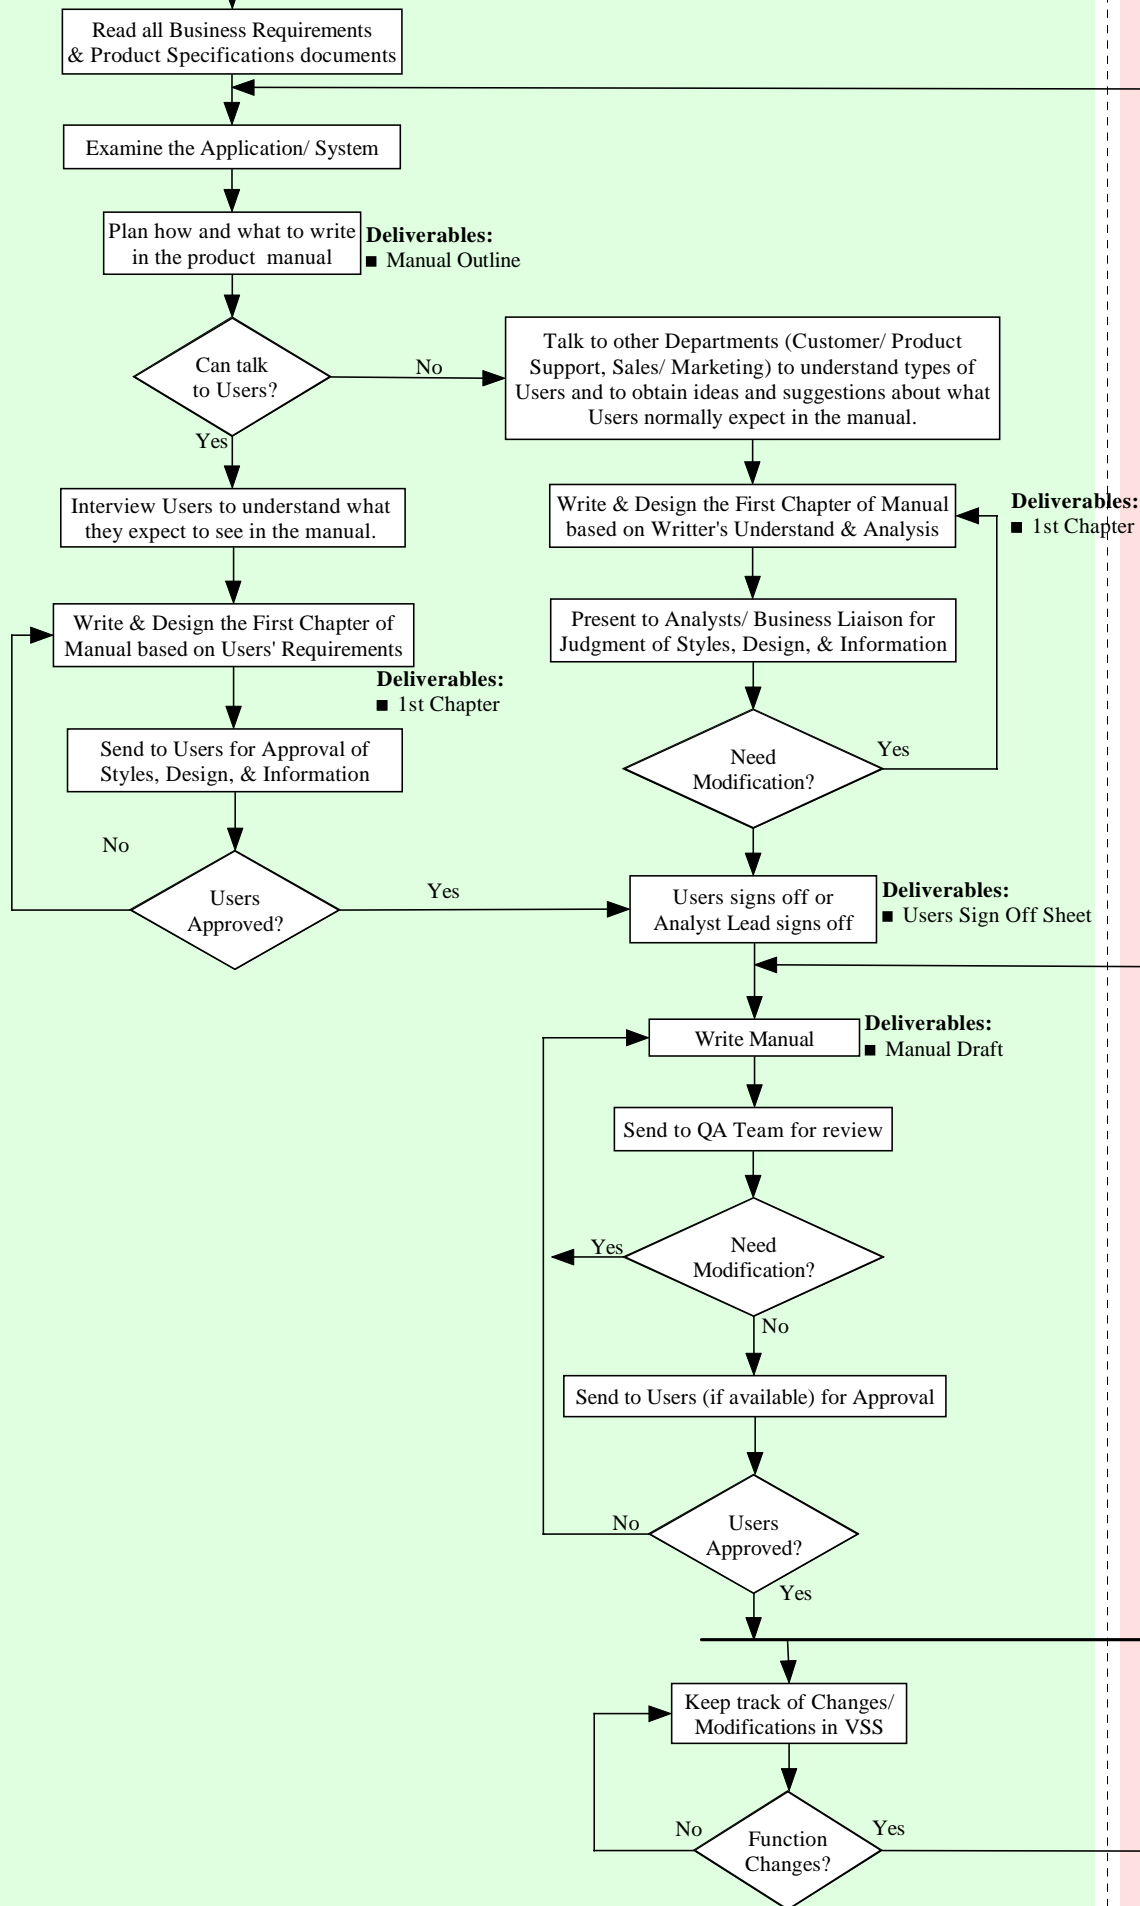 Read all Business Requirements
& Product Specifications documents
Examine the Application/ System
Plan how and what to write
in the product manual
Deliverables:
■ Manual Outline
Can talk
to Users?
No
Yes
Talk to other Departments (Customer/ Product
Support, Sales/ Marketing) to understand types of
Users and to obtain ideas and suggestions about what
Users normally expect in the manual.
Interview Users to understand what
they expect to see in the manual.
Write & Design the First Chapter of Manual
based on Writter's Understand & Analysis
Deliverables:
■ 1st Chapter
Write & Design the First Chapter of
Manual based on Users' Requirements
Deliverables:
■ 1st Chapter
Present to Analysts/ Business Liaison for
Judgment of Styles, Design, & Information
Send to Users for Approval of
Styles, Design, & Information
Need
Modification?
Yes
No
Users
Approved?
Yes
Users signs off or
Analyst Lead signs off
Deliverables:
■ Users Sign Off Sheet
Write Manual
Deliverables:
■ Manual Draft
Send to QA Team for review
Need
Modification?
Yes
No
Send to Users (if available) for Approval
Users
Approved?
No
Yes
Keep track of Changes/
Modifications in VSS
Function
Changes?
No
Yes